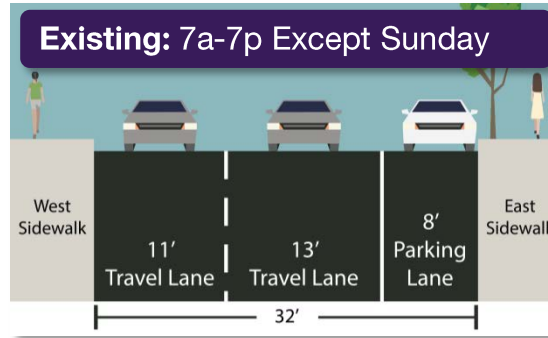 Existing: 7a-7p Except Sunday
West
Sidewalk
11′
Travel Lane
13′
Travel Lane
8′
Parking
Lane
East
Sidewalk
32′